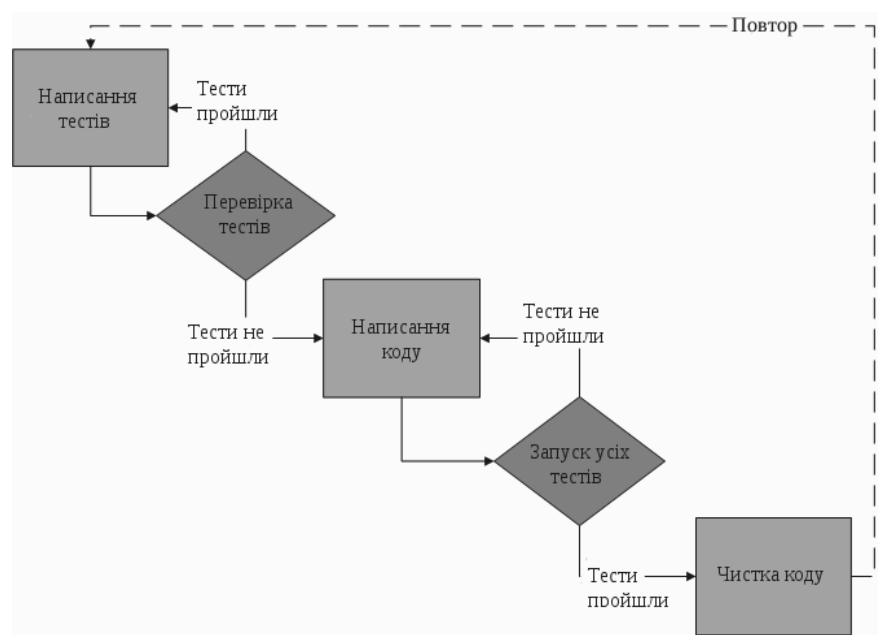 Повтор
Написання
тестів
Тести
пройшли
Перевірка
тестів
Тести не
пройшли
Написання
коду
Тести не
пройшли
Запуск усіх
тестів
Тести
пройшли
Чистка коду